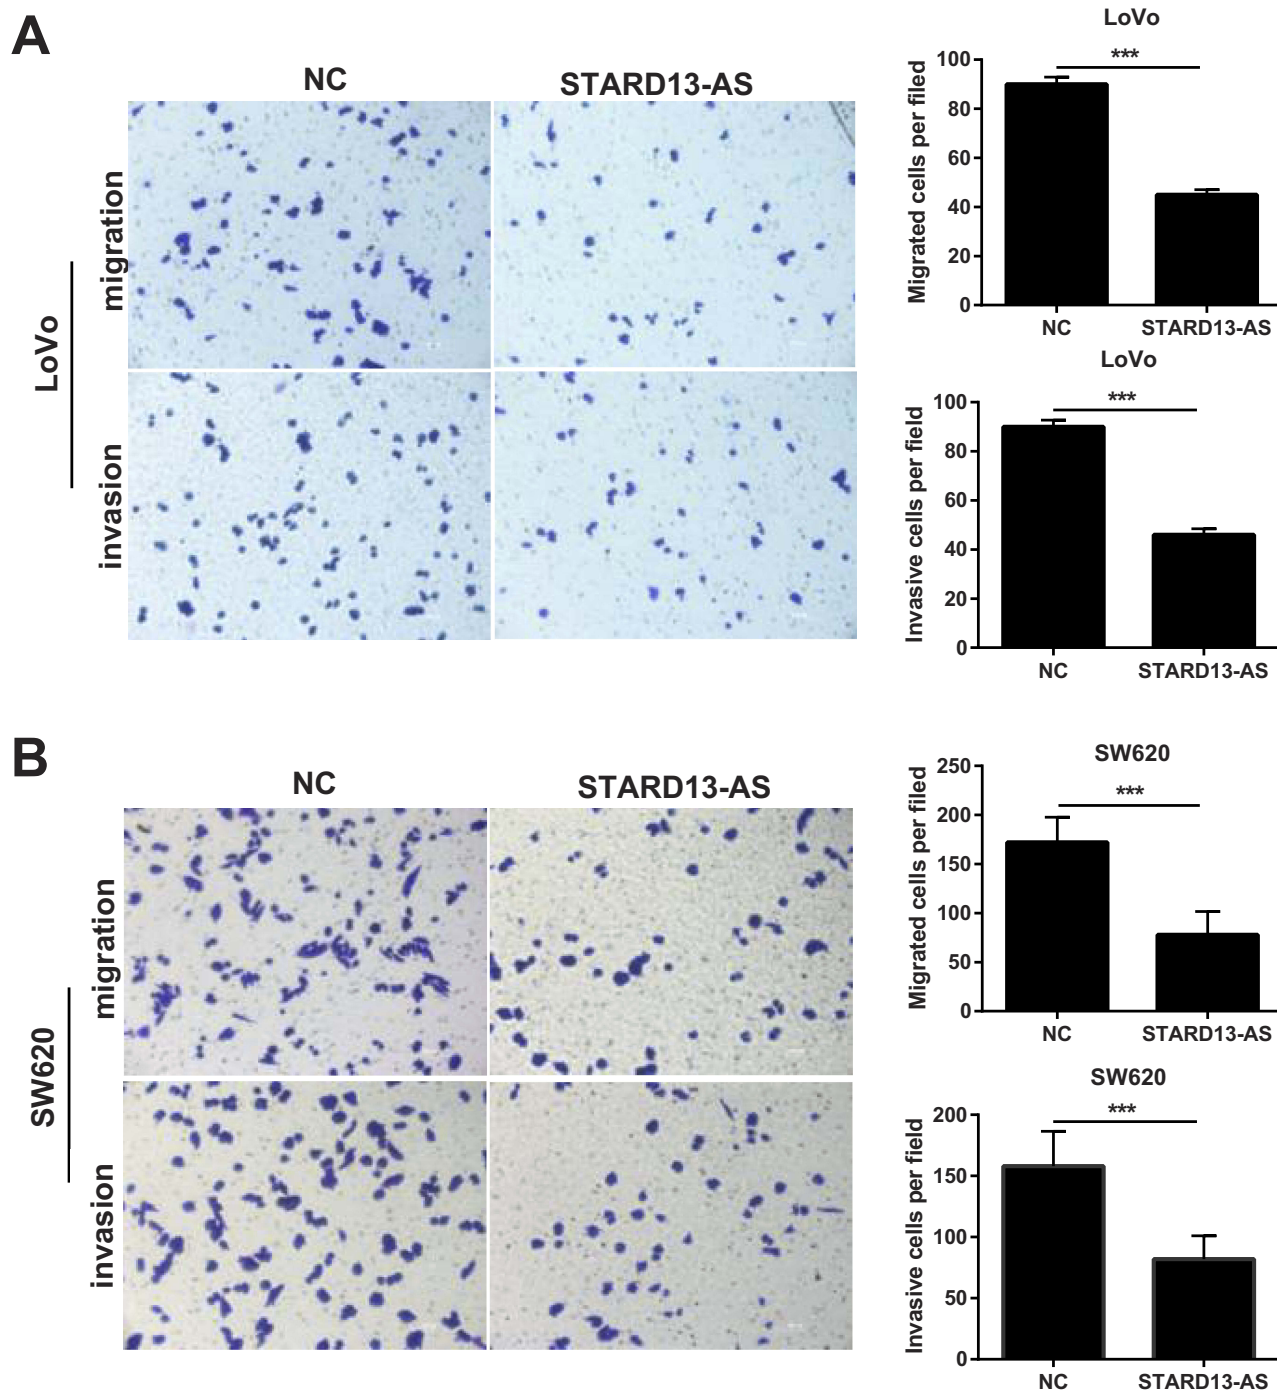 A
NC
STARD13-AS
LoVo
migration
invasion
LoVo
***
Migrated cells per filed
100
80
60
40
20
0
NC
STARD13-AS
LoVo
***
Invasive cells per field
100
80
60
40
20
0
NC
STARD13-AS
B
NC
STARD13-AS
SW620
migration
invasion
SW620
***
Migrated cells per filed
250
200
150
100
50
0
NC
STARD13-AS
SW620
***
Invasive cells per field
200
150
100
50
0
NC
STARD13-AS